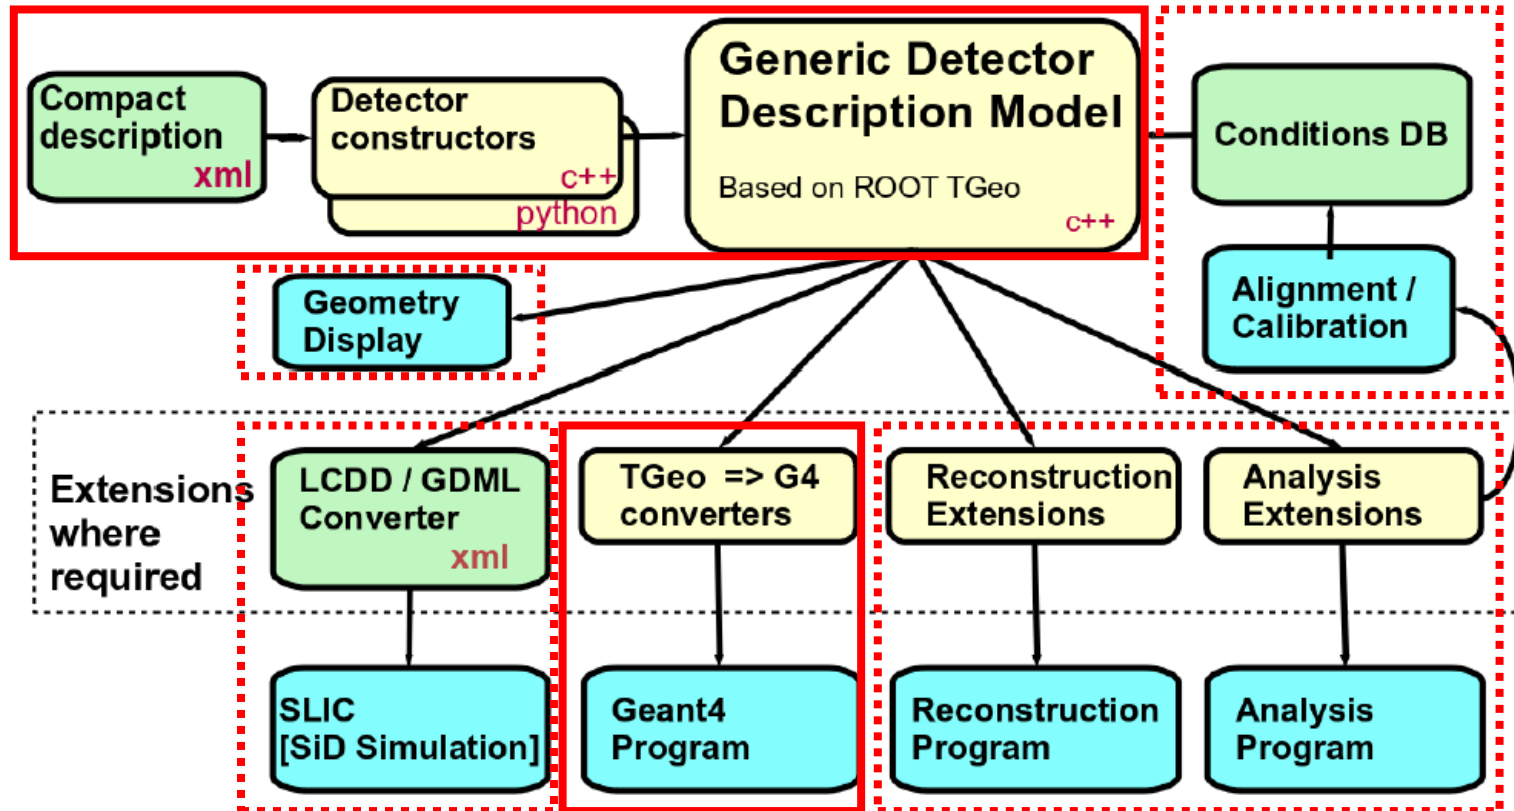 Compact
description
xml
Detector
constructors
c++
python
Generic Detector
Description Model
Based on ROOT TGeo
c++
Conditions DB
Alignment /
Calibration
Geometry
Display
Extensions
where
required
LCDD / GDML
Converter
xml
TGeo => G4
converters
Reconstruction
Extensions
Analysis
Extensions
SLIC
[SiD Simulation]
Geant4
Program
Reconstruction
Program
Analysis
Program